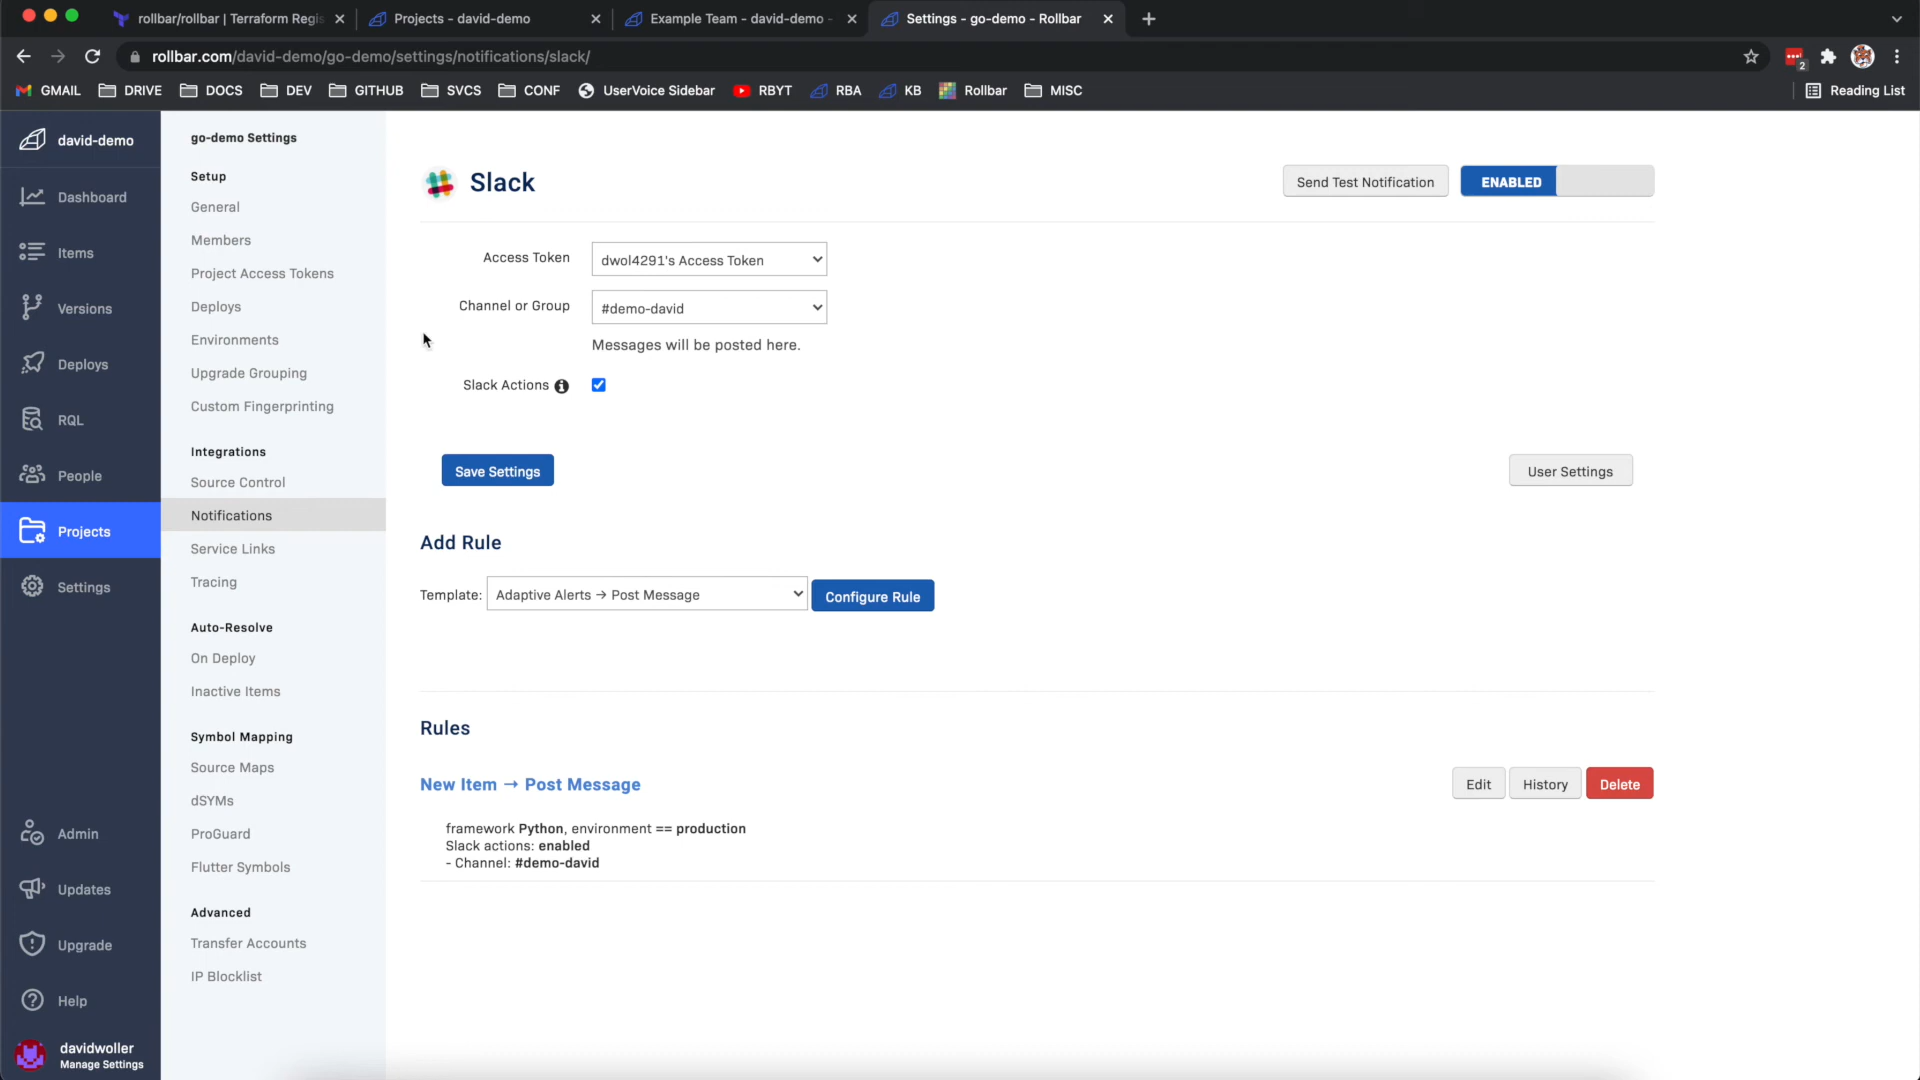 rollbar/rollbar | Terraform Regis
Projects - david-demo
Example Team - david-demo -
Settings - go-demo - Rollbar
rollbar.com/david-demo/go-demo/settings/notifications/slack/
2
GMAIL
DRIVE
DOCS
DEV
GITHUB
SVCS
CONF
UserVoice Sidebar
RBYT
RBA
KB
Rollbar
MISC
Reading List
david-demo
Dashboard
Items
Versions
Deploys
RQL
People
Projects
Settings
Admin
Updates
Upgrade
Help
davidwoller
Manage Settings
go-demo Settings
Setup
General
Members
Project Access Tokens
Deploys
Environments
Upgrade Grouping
Custom Fingerprinting
Integrations
Source Control
Notifications
Service Links
Tracing
Auto-Resolve
On Deploy
Inactive Items
Symbol Mapping
Source Maps
dSYMs
ProGuard
Flutter Symbols
Advanced
Transfer Accounts
IP Blocklist
Slack
Send Test Notification
ENABLED
Access Token
dwol4291's Access Token
Channel or Group
#demo-david
Messages will be posted here.
Slack Actions
Save Settings
User Settings
Add Rule
Template:
Adaptive Alerts → Post Message
Configure Rule
Rules
New Item → Post Message
Edit
History
Delete
framework Python, environment == production
Slack actions: enabled
- Channel: #demo-david